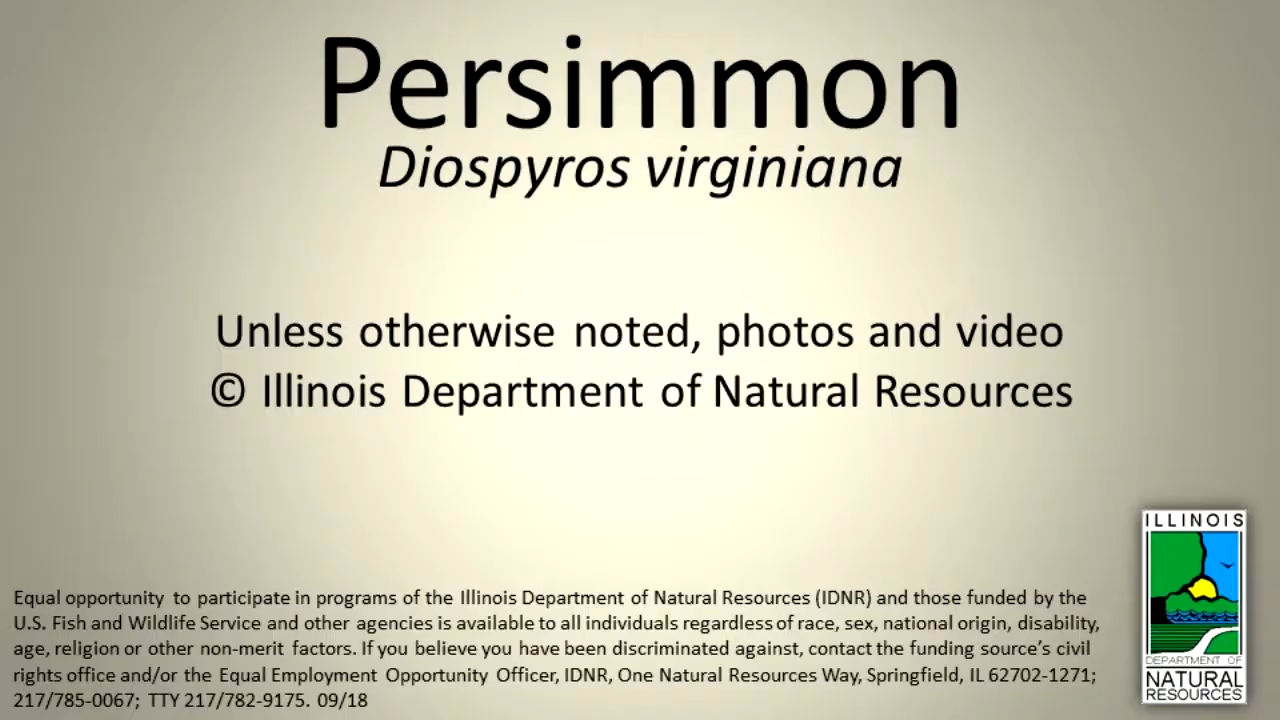 Persimmon
Diospyros virginiana
Unless otherwise noted, photos and video
© Illinois Department of Natural Resources
Equal opportunity to participate in programs of the Illinois Department of Natural Resources (IDNR) and those funded by the
U.S. Fish and Wildlife Service and other agencies is available to all individuals regardless of race, sex, national origin, disability,
age, religion or other non-merit factors. If you believe you have been discriminated against, contact the funding source’s civil
rights office and/or the Equal Employment Opportunity Officer, IDNR, One Natural Resources Way, Springfield, IL 62702-1271;
217/785-0067; TTY 217/782-9175. 09/18
ILLINOIS
DEPARTMENT OF
NATURAL
RESOURCES